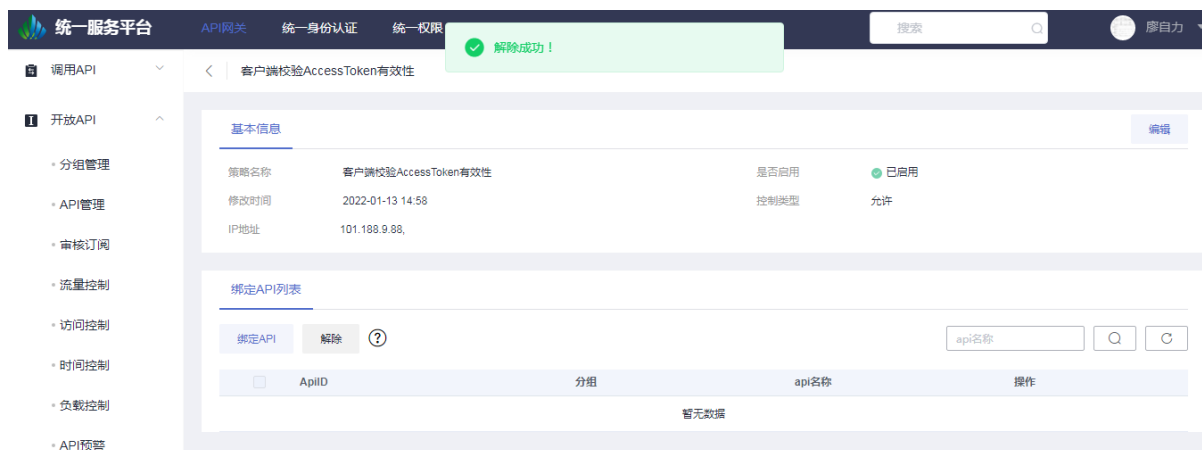 统一服务平台 API网关 统一身份认证 统一权限 搜索 廖自力
解除成功！
调用API
客户端校验AccessToken有效性
开放API
分组管理
API管理
审核订阅
流量控制
访问控制
时间控制
负载控制
API预警
基本信息 编辑
策略名称 客户端校验AccessToken有效性 是否启用 已启用
修改时间 2022-01-13 14:58 控制类型 允许
IP地址 101.188.9.88,
绑定API列表
绑定API 解除 ? api名称
ApiID 分组 api名称 操作
暂无数据